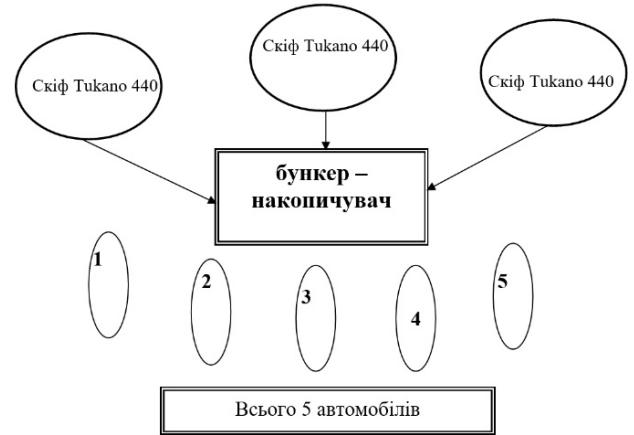 Скіф Tukano 440
Скіф Tukano 440
Скіф Tukano 440
бункер –
накопичувач
1
2
3
4
5
Всього 5 автомобілів